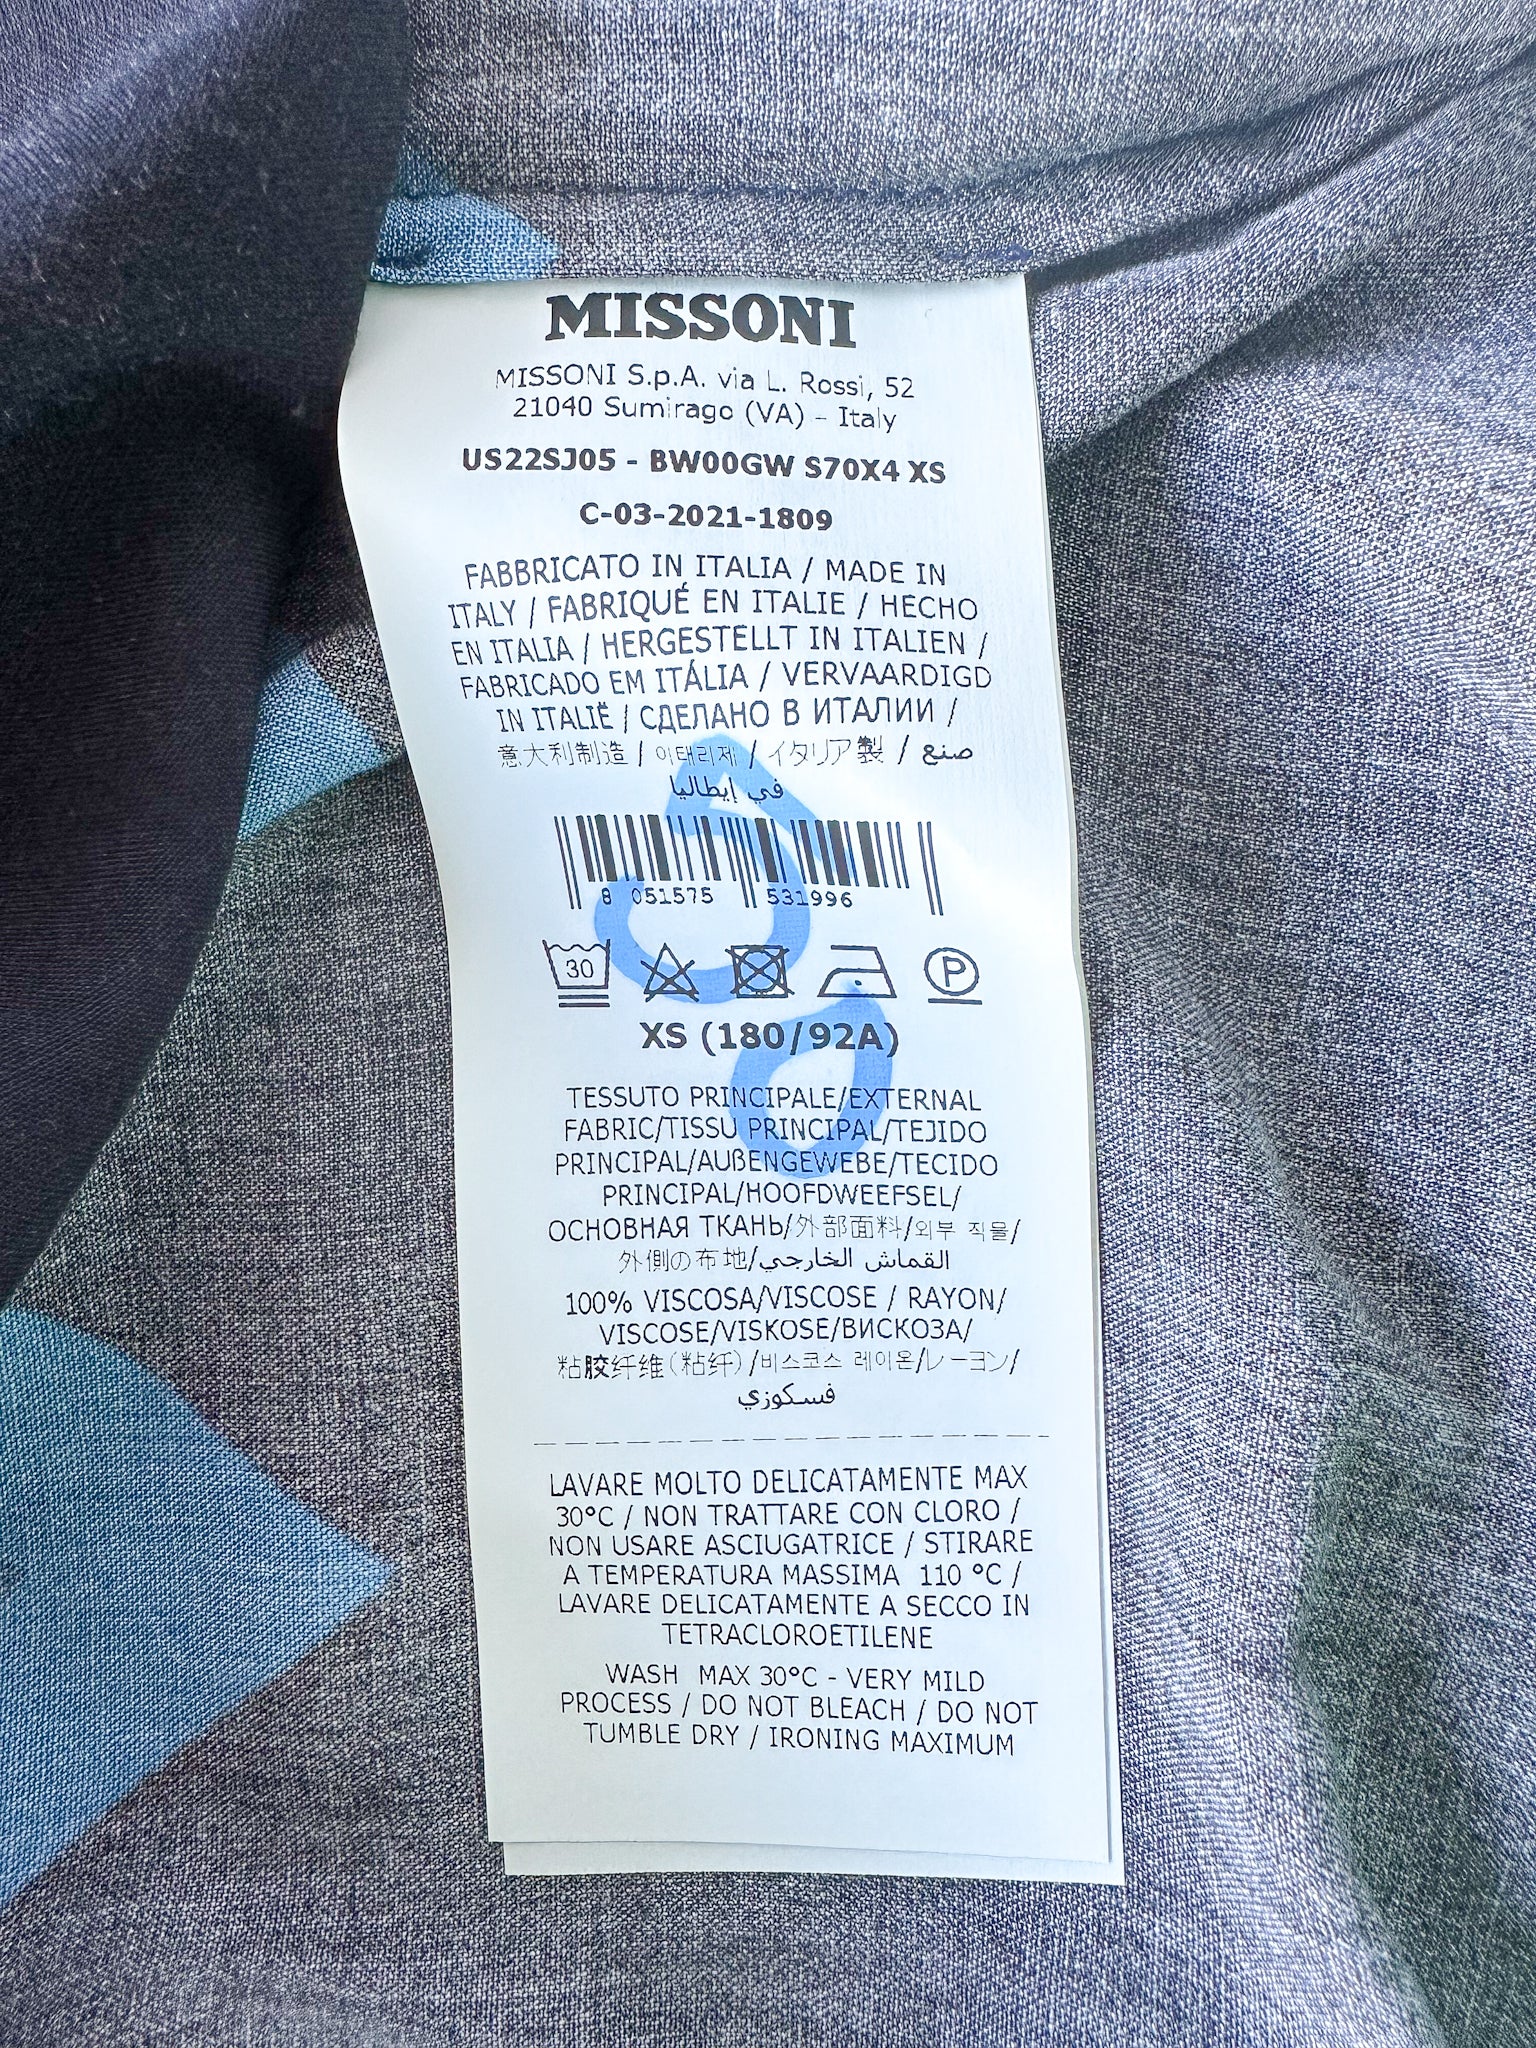 MISSONI
MISSONI S.p.A. via L. Rossi, 52
21040 Sumirago (VA) - Italy
US22SJ05 - BW00GW S70X4 XS
C-03-2021-1809
FABBRICATO IN ITALIA / MADE IN
ITALY / FABRIQUÉ EN ITALIE / HECHO
EN ITALIA / HERGESTELLT IN ITALIEN /
FABRICADO EM ITÁLIA / VERVAARDIGD
IN ITALIË / СДЕЛАНО В ИТАЛИИ /
意大利制造 / 이태리제 / イタリア製 / صنع
في إيطاليا
8 051575 531996
30
P
XS (180/92A)
TESSUTO PRINCIPALE/EXTERNAL
FABRIC/TISSU PRINCIPAL/TEJIDO
PRINCIPAL/AUßENGEWEBE/TECIDO
PRINCIPAL/HOOFDWEEFSEL/
ОСНОВНАЯ ТКАНЬ/外部面料/외부 직물/
外側の布地/القماش الخارجي
100% VISCOSA/VISCOSE / RAYON/
VISCOSE/VISKOSE/ВИСКОЗА/
粘胶纤维(粘纤)/비스코스 레이온/レーヨン/
فسكوزي
LAVARE MOLTO DELICATAMENTE MAX
30°C / NON TRATTARE CON CLORO /
NON USARE ASCIUGATRICE / STIRARE
A TEMPERATURA MASSIMA 110 °C /
LAVARE DELICATAMENTE A SECCO IN
TETRACLOROETILENE
WASH MAX 30°C - VERY MILD
PROCESS / DO NOT BLEACH / DO NOT
TUMBLE DRY / IRONING MAXIMUM